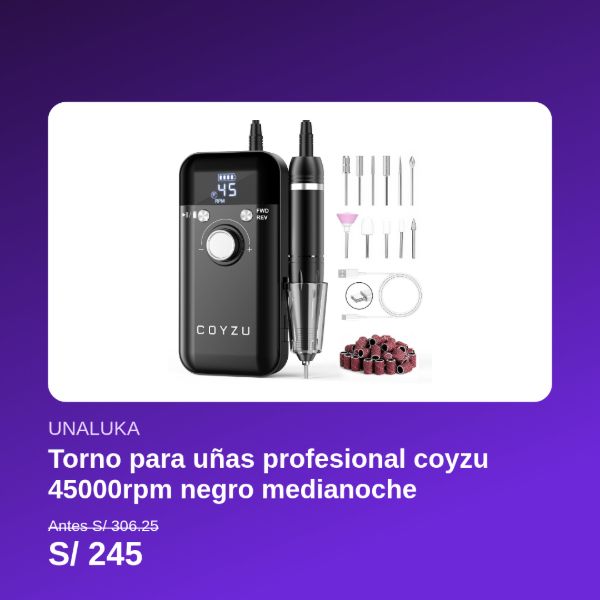 45
RPM
FWD
REV
− +
COYZU
UNALUKA
Torno para uñas profesional coyzu
45000rpm negro medianoche
Antes S/ 306.25
S/ 245